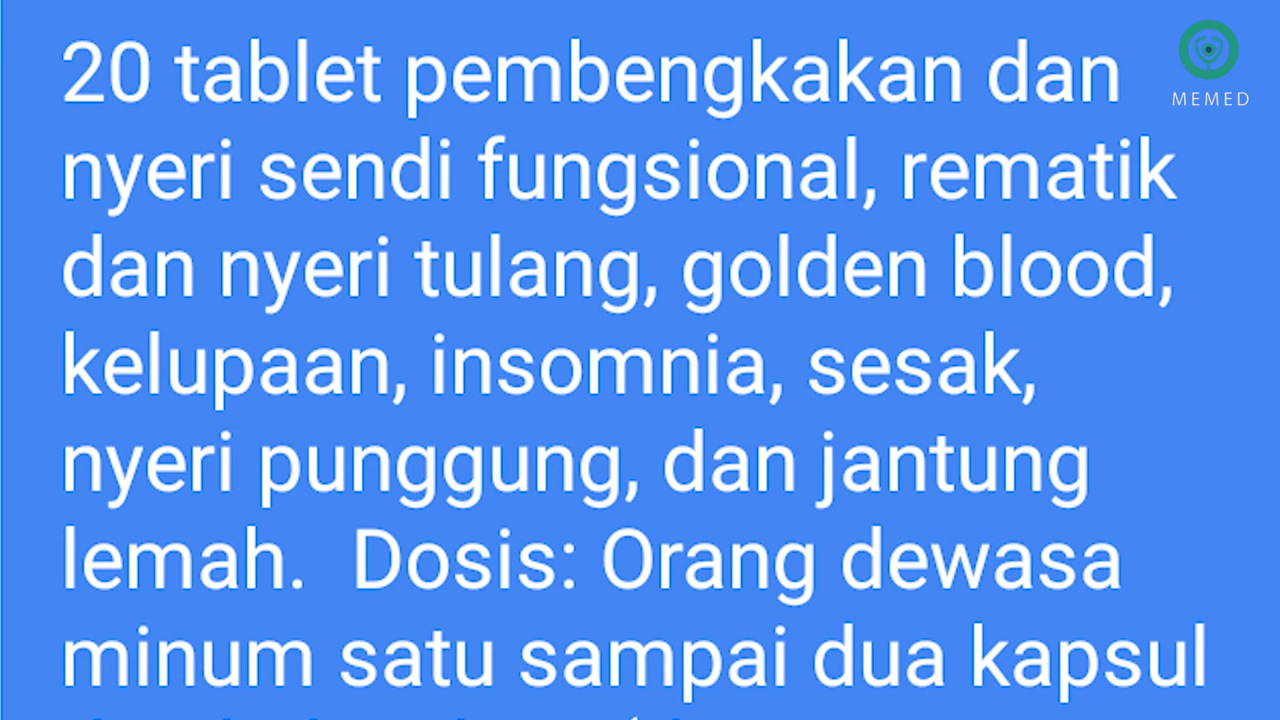 20 tablet pembengkakan dan
nyeri sendi fungsional, rematik
dan nyeri tulang, golden blood,
kelupaan, insomnia, sesak,
nyeri punggung, dan jantung
lemah.  Dosis: Orang dewasa
minum satu sampai dua kapsul
MEMED